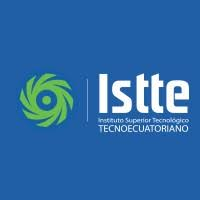 Istte
Instituto Superior Tecnológico
TECNOECUATORIANO